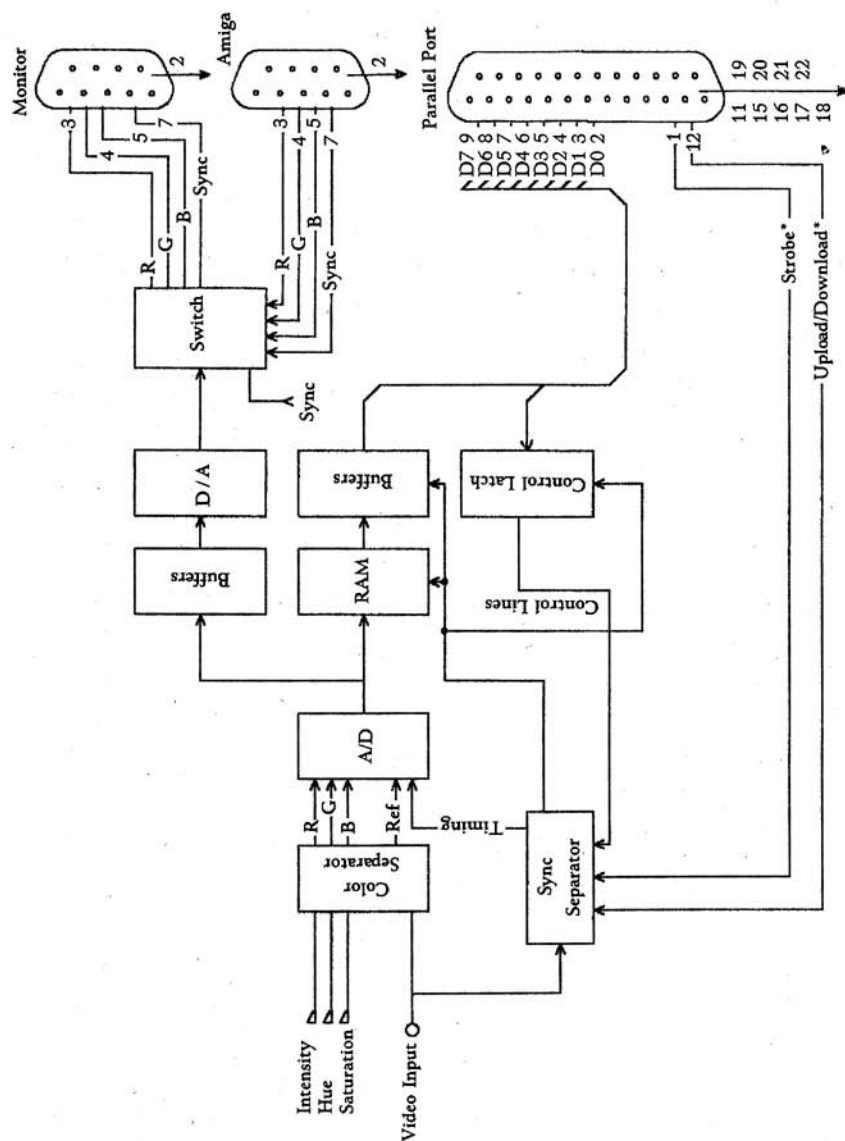 Monitor
2
3
4
5
7
R
G
B
Sync
Amiga
2
3
4
5
7
R
G
B
Sync
Switch
Sync
D / A
Buffers
Parallel Port
D7 9
D6 8
D5 7
D4 6
D3 5
D2 4
D1 3
D0 2
1
12
11 19
15 20
16 21
17 22
18
Buffers
RAM
Control Latch
Control Lines
Strobe*
Upload/Download*
A/D
R
G
B
Ref
Timing
Color
Separator
Sync
Separator
Intensity
Hue
Saturation
Video Input